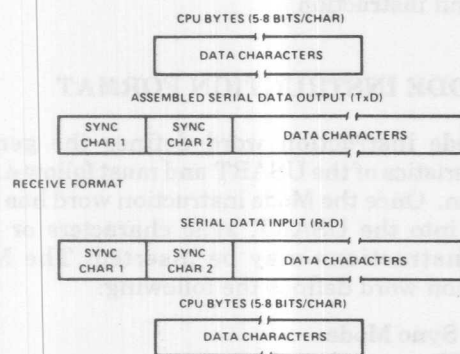 CPU BYTES (5-8 BITS/CHAR)
DATA CHARACTERS
ASSEMBLED SERIAL DATA OUTPUT (TxD)
SYNC CHAR 1 SYNC CHAR 2 DATA CHARACTERS
RECEIVE FORMAT
SERIAL DATA INPUT (RxD)
SYNC CHAR 1 SYNC CHAR 2 DATA CHARACTERS
CPU BYTES (5-8 BITS/CHAR)
DATA CHARACTERS